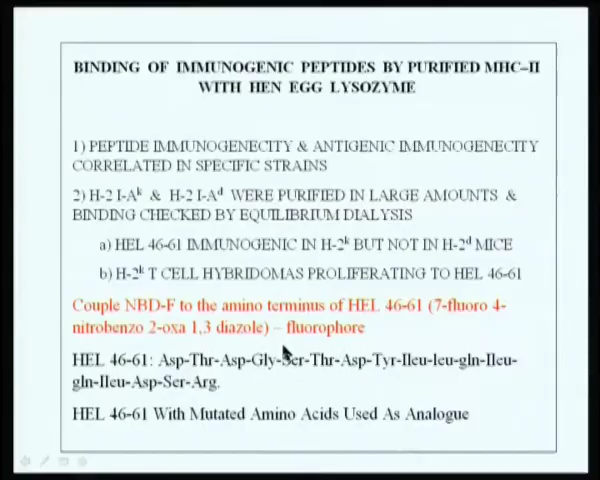 BINDING OF IMMUNOGENIC PEPTIDES BY PURIFIED MHC–II
WITH HEN EGG LYSOZYME
1) PEPTIDE IMMUNOGENECITY & ANTIGENIC IMMUNOGENECITY
CORRELATED IN SPECIFIC STRAINS
2) H-2 I-Aᵏ & H-2 I-Aᵈ WERE PURIFIED IN LARGE AMOUNTS &
BINDING CHECKED BY EQUILIBRIUM DIALYSIS
a) HEL 46-61 IMMUNOGENIC IN H-2ᵏ BUT NOT IN H-2ᵈ MICE
b) H-2ᵏ T CELL HYBRIDOMAS PROLIFERATING TO HEL 46-61
Couple NBD-F to the amino terminus of HEL 46-61 (7-fluoro 4-
nitrobenzo 2-oxa 1,3 diazole) – fluorophore
HEL 46-61: Asp-Thr-Asp-Gly-Ser-Thr-Asp-Tyr-Ileu-leu-gln-Ileu-
gln-Ileu-Asp-Ser-Arg.
HEL 46-61 With Mutated Amino Acids Used As Analogue